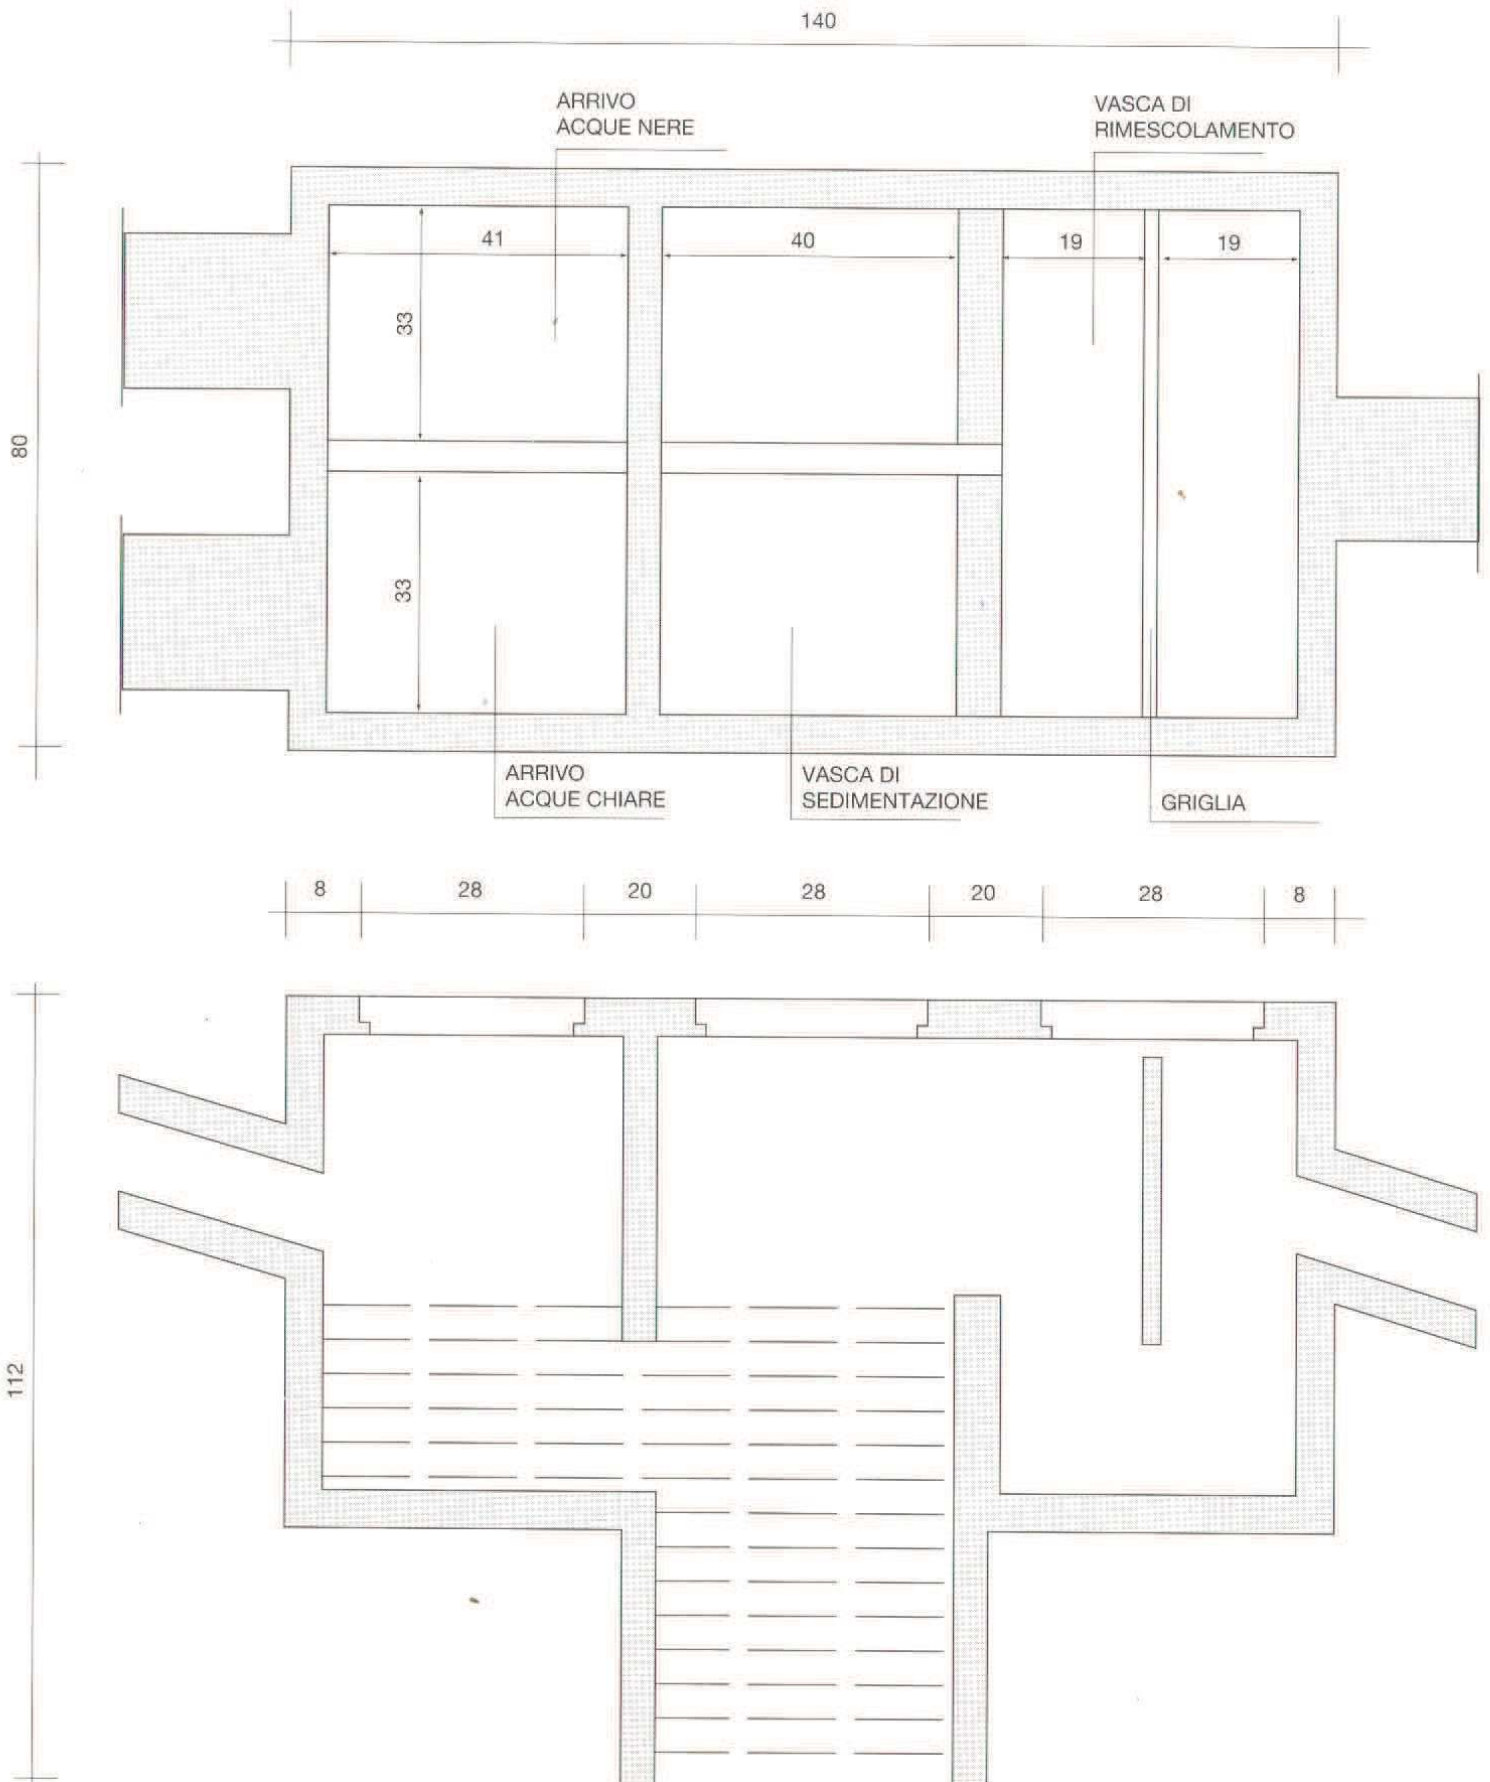 140
ARRIVO
ACQUE NERE
VASCA DI
RIMESCOLAMENTO
41
40
19
19
33
80
33
ARRIVO
ACQUE CHIARE
VASCA DI
SEDIMENTAZIONE
GRIGLIA
8
28
20
28
20
28
8
112